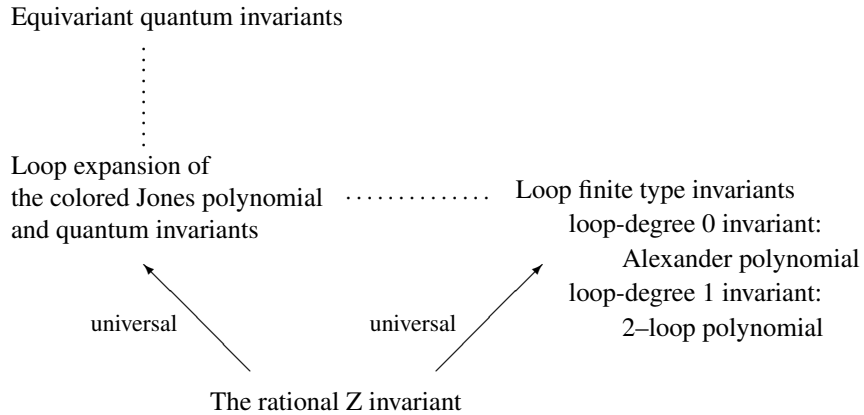 Equivariant quantum invariants
Loop expansion of
the colored Jones polynomial
and quantum invariants
Loop finite type invariants
loop-degree 0 invariant:
Alexander polynomial
loop-degree 1 invariant:
2–loop polynomial
universal
universal
The rational Z invariant